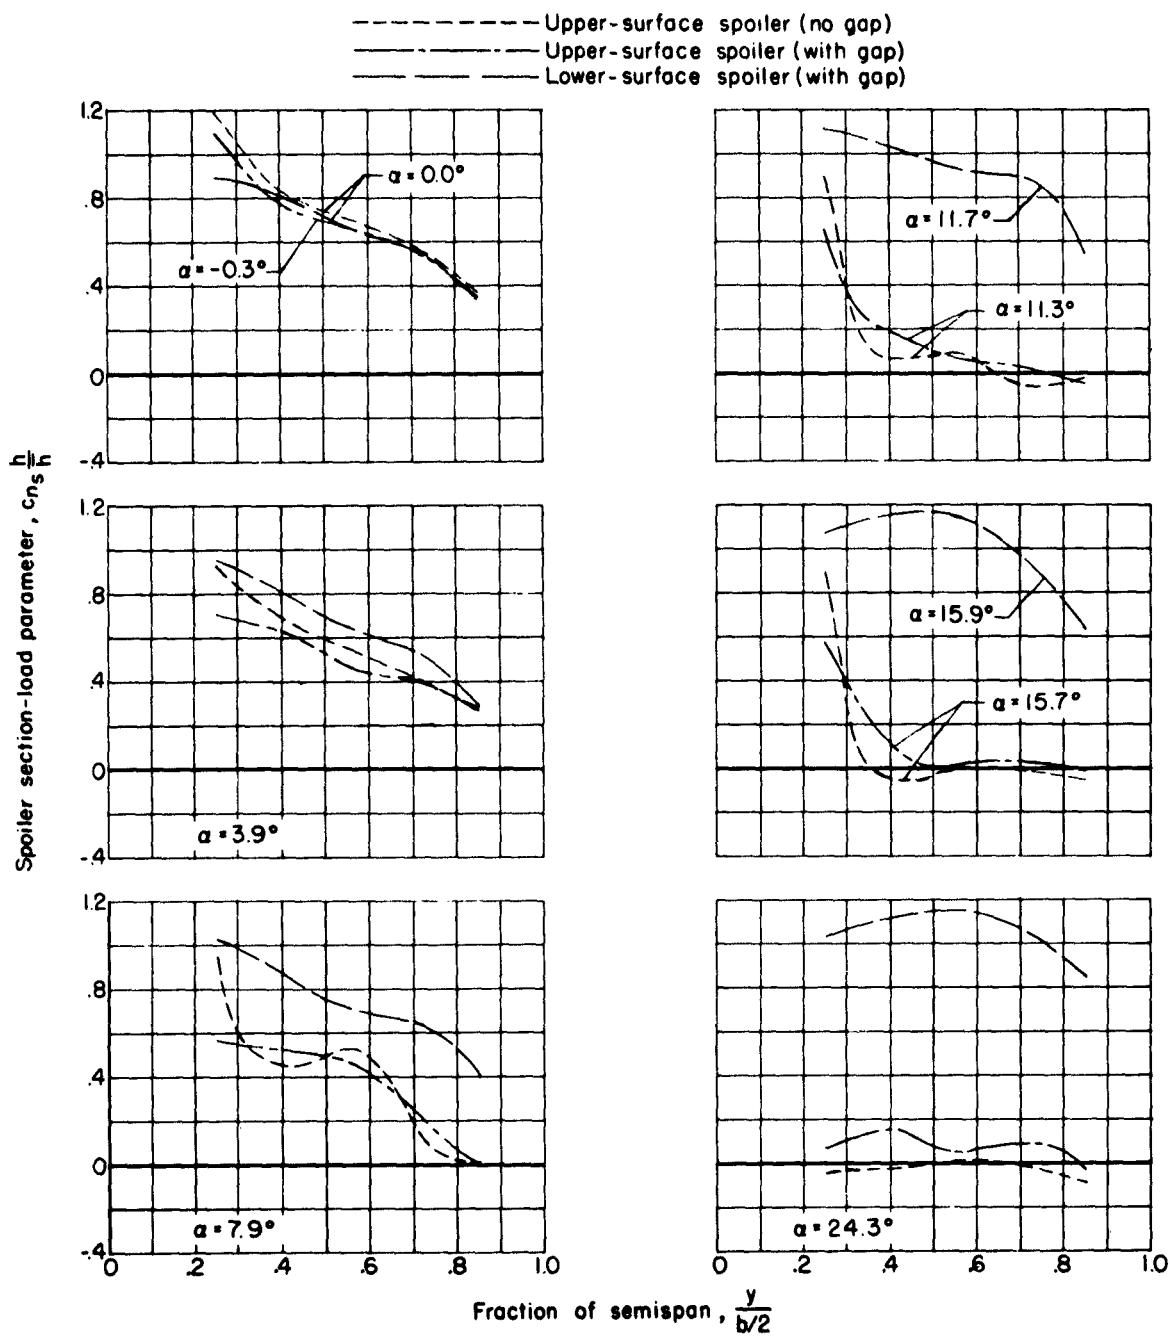 Upper-surface spoiler (no gap)
Upper-surface spoiler (with gap)
Lower-surface spoiler (with gap)
Spoiler section-load parameter, c_{n_s} h/h̄
1.2
.8
.4
0
-.4
α=0.0°
α=-0.3°
α=11.7°
α=11.3°
1.2
.8
.4
0
-.4
α=3.9°
α=15.9°
α=15.7°
1.2
.8
.4
0
-.4
α=7.9°
0 .2 .4 .6 .8 1.0
α=24.3°
0 .2 .4 .6 .8 1.0
Fraction of semispan, y/b/2